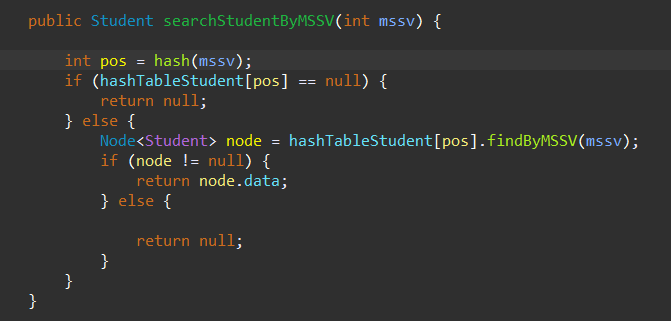 public Student searchStudentByMSSV(int mssv) {
int pos = hash(mssv);
if (hashTableStudent[pos] == null) {
return null;
} else {
Node<Student> node = hashTableStudent[pos].findByMSSV(mssv);
if (node != null) {
return node.data;
} else {
return null;
}
}
}